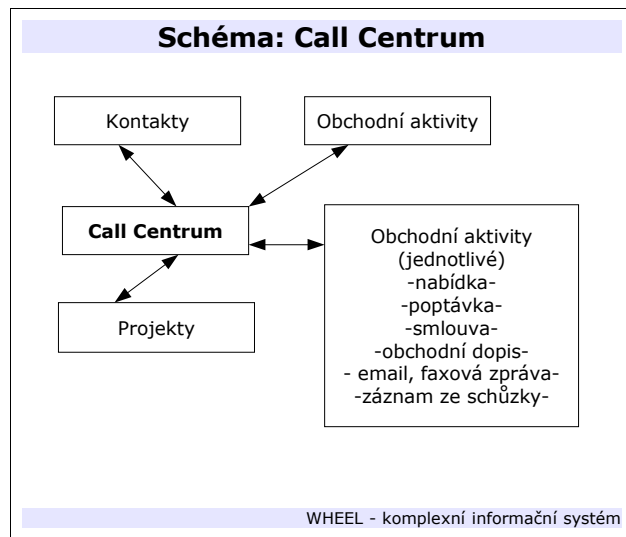 Schéma: Call Centrum
Kontakty
Obchodní aktivity
Call Centrum
Obchodní aktivity
(jednotlivé)
-nabídka-
-poptávka-
-smlouva-
-obchodní dopis-
- email, faxová zpráva-
-záznam ze schůzky-
Projekty
WHEEL - komplexní informační systém